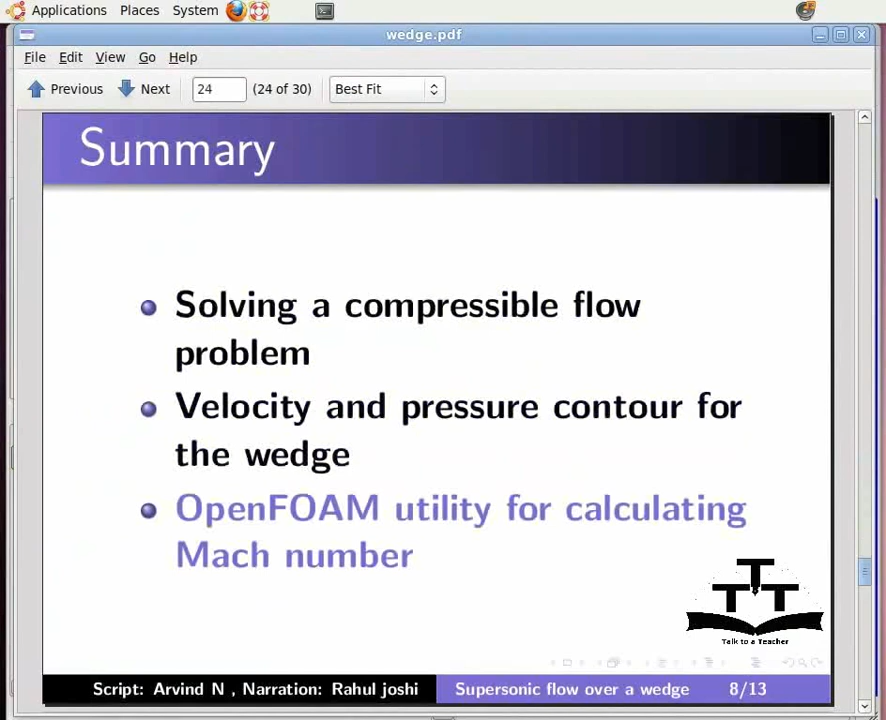 Applications Places System
wedge.pdf
File Edit View Go Help
Previous Next 24 (24 of 30) Best Fit
Summary
Solving a compressible flow
problem
Velocity and pressure contour for
the wedge
OpenFOAM utility for calculating
Mach number
TTT
Talk to a Teacher
Script: Arvind N , Narration: Rahul joshi Supersonic flow over a wedge 8/13